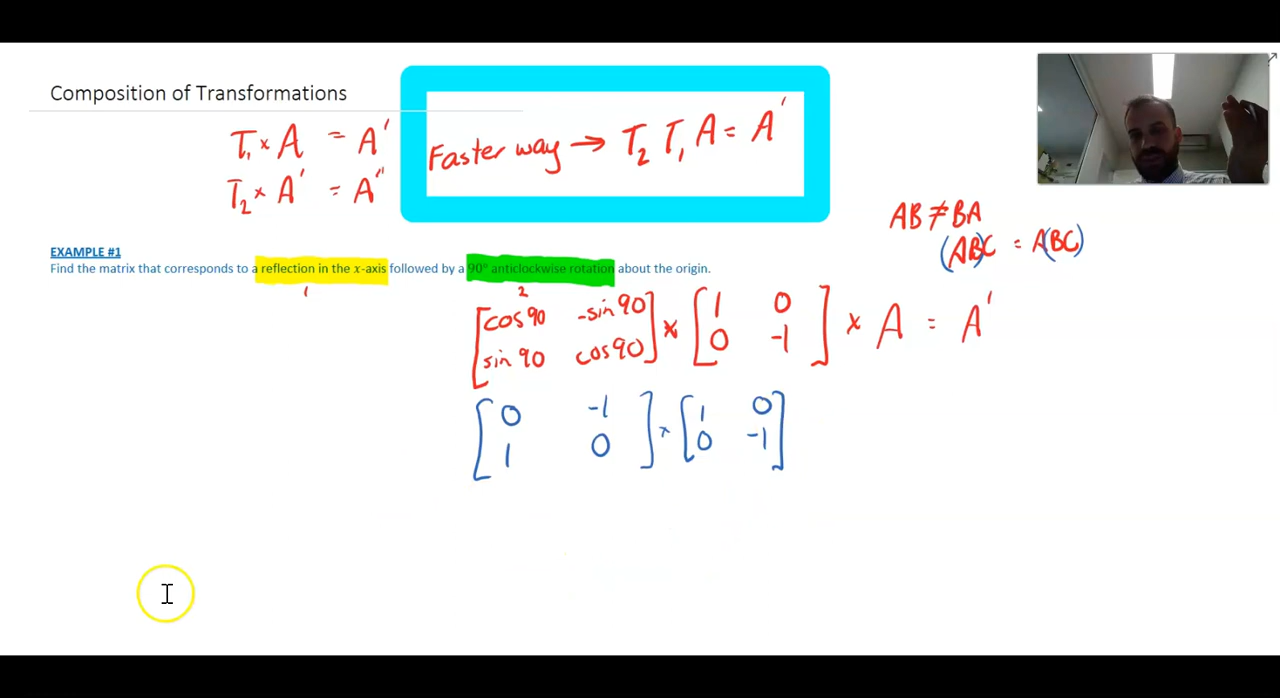 Composition of Transformations
T₁ × A = A'
T₂ × A' = A''
Faster way → T₂ T₁ A = A'
AB ≠ BA
(AB)C = A(BC)
EXAMPLE #1
Find the matrix that corresponds to a reflection in the x-axis followed by a 90° anticlockwise rotation about the origin.
1 2
[cos 90 -sin 90] × [1 0] × A = A'
[sin 90 cos 90] [0 -1]
[0 -1] × [1 0]
[1 0] [0 -1]